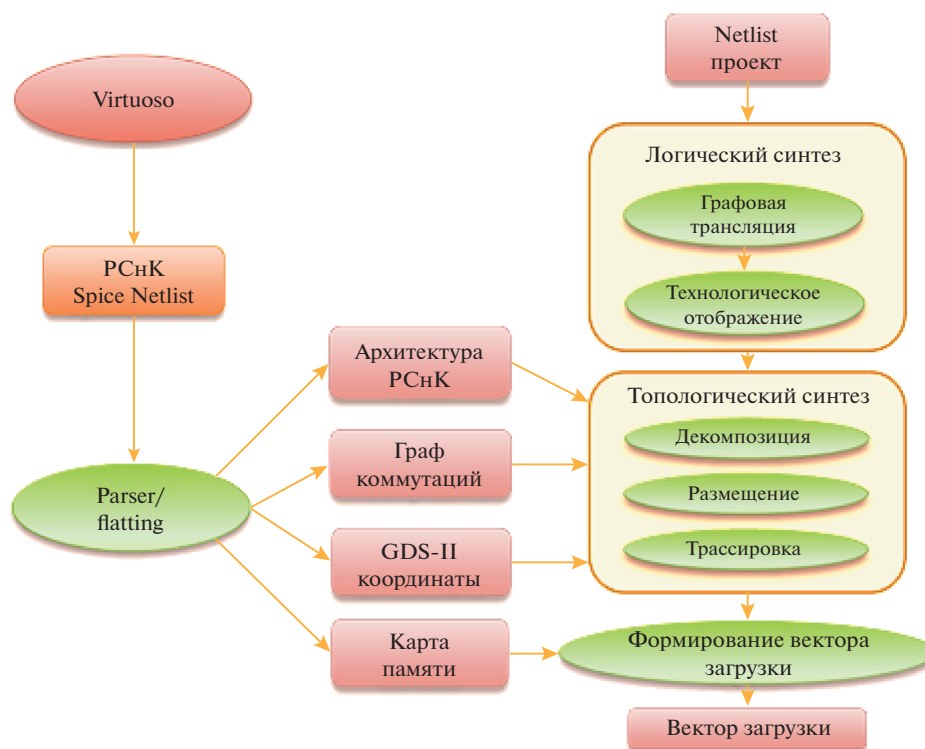 Netlist
проект
Virtuoso
Логический синтез
Графовая
трансляция
РСнК
Spice Netlist
Технологическое
отображение
Архитектура
РСнК
Топологический синтез
Декомпозиция
Граф
коммутаций
Parser/
flatting
Размещение
GDS-II
координаты
Трассировка
Карта
памяти
Формирование вектора
загрузки
Вектор загрузки